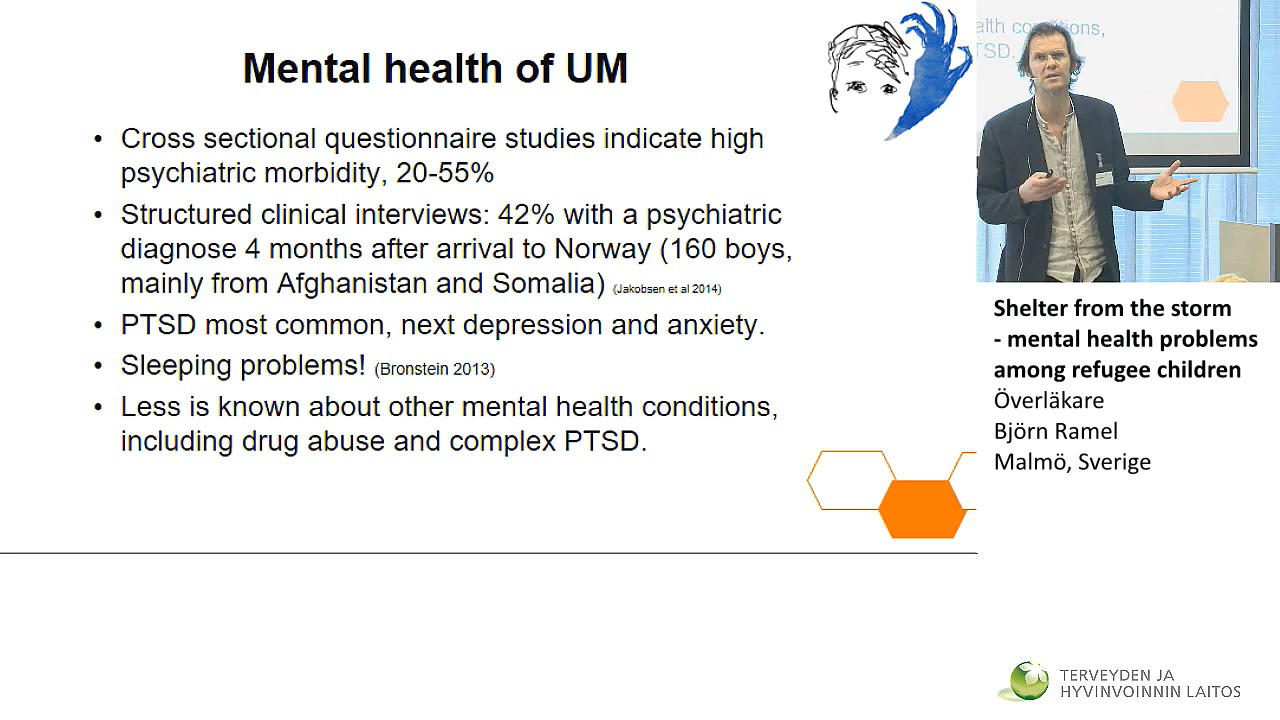 Mental health of UM
• Cross sectional questionnaire studies indicate high
psychiatric morbidity, 20-55%
• Structured clinical interviews: 42% with a psychiatric
diagnose 4 months after arrival to Norway (160 boys,
mainly from Afghanistan and Somalia) (Jakobsen et al 2014)
• PTSD most common, next depression and anxiety.
• Sleeping problems! (Bronstein 2013)
• Less is known about other mental health conditions,
including drug abuse and complex PTSD.
Shelter from the storm
- mental health problems
among refugee children
Överläkare
Björn Ramel
Malmö, Sverige
TERVEYDEN JA
HYVINVOINNIN LAITOS